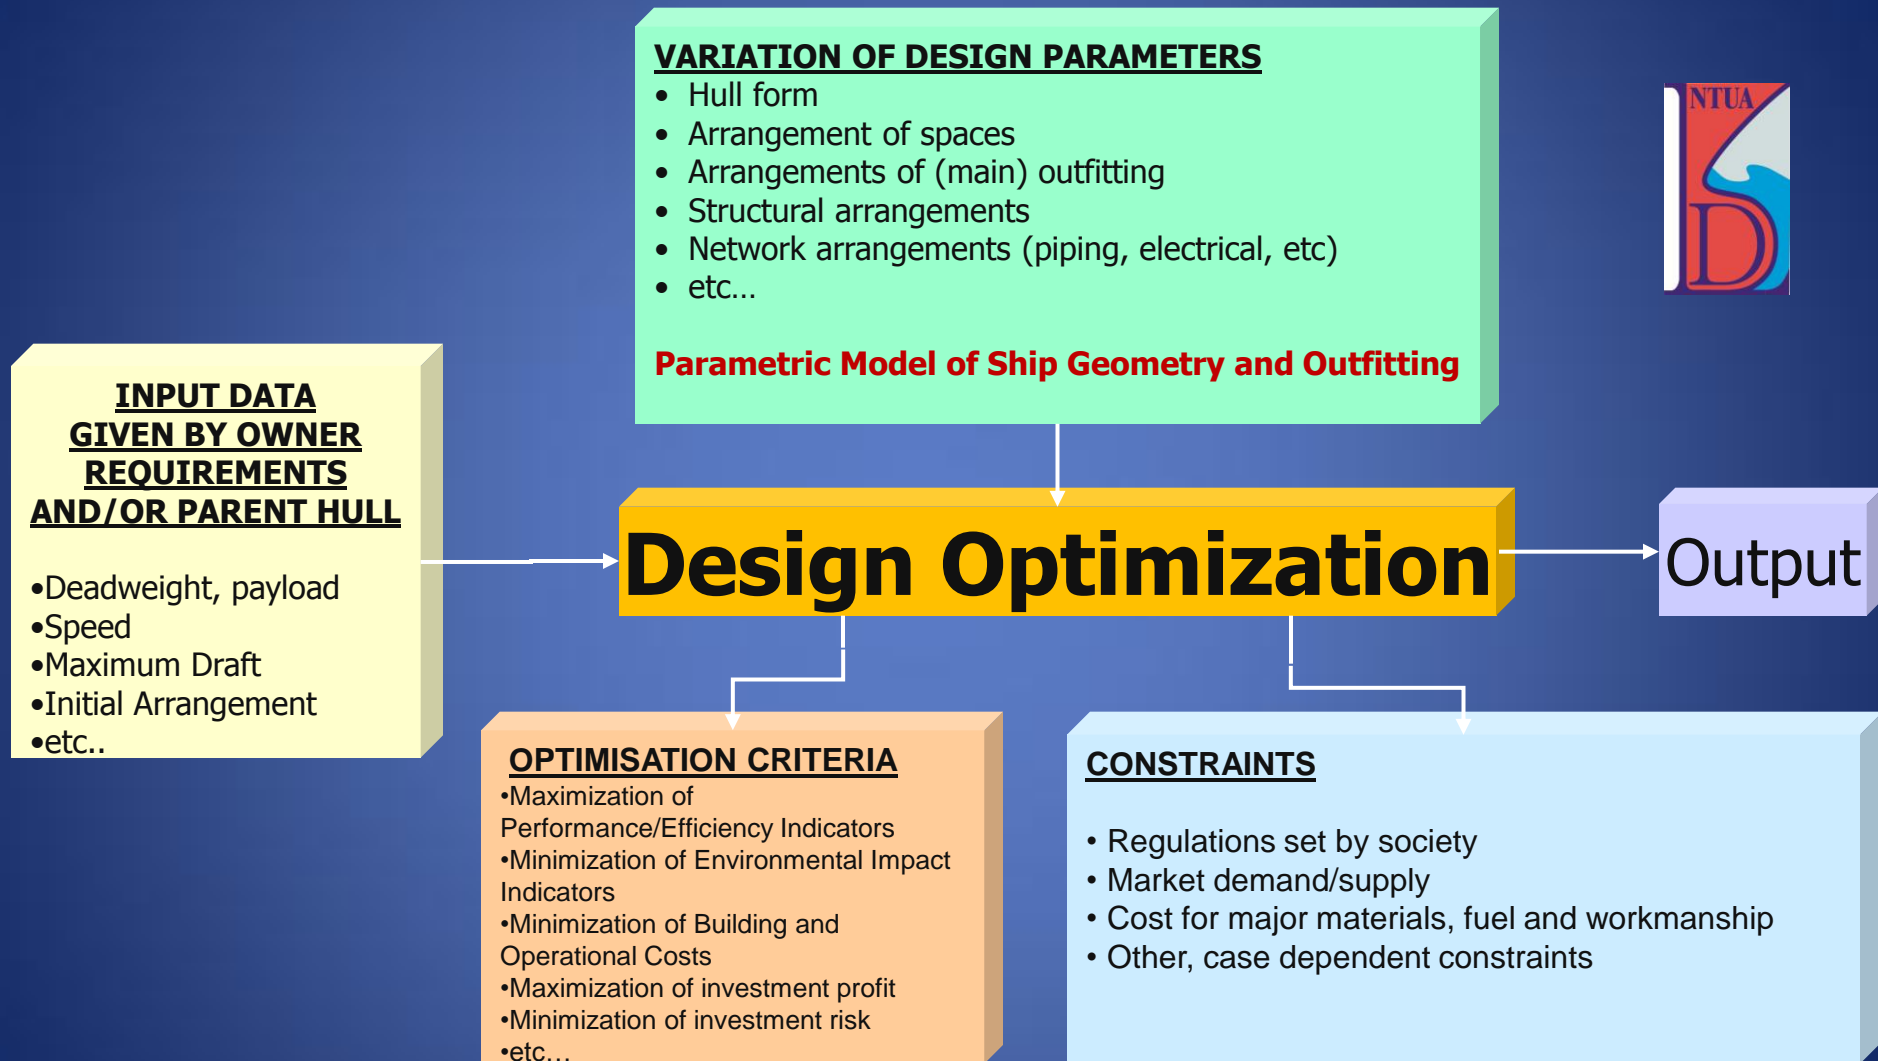 VARIATION OF DESIGN PARAMETERS
• Hull form
• Arrangement of spaces
• Arrangements of (main) outfitting
• Structural arrangements
• Network arrangements (piping, electrical, etc)
• etc…
Parametric Model of Ship Geometry and Outfitting
NTUA
SD
INPUT DATA
GIVEN BY OWNER
REQUIREMENTS
AND/OR PARENT HULL
•Deadweight, payload
•Speed
•Maximum Draft
•Initial Arrangement
•etc..
Design Optimization
Output
OPTIMISATION CRITERIA
•Maximization of
Performance/Efficiency Indicators
•Minimization of Environmental Impact
Indicators
•Minimization of Building and
Operational Costs
•Maximization of investment profit
•Minimization of investment risk
•etc…
CONSTRAINTS
• Regulations set by society
• Market demand/supply
• Cost for major materials, fuel and workmanship
• Other, case dependent constraints